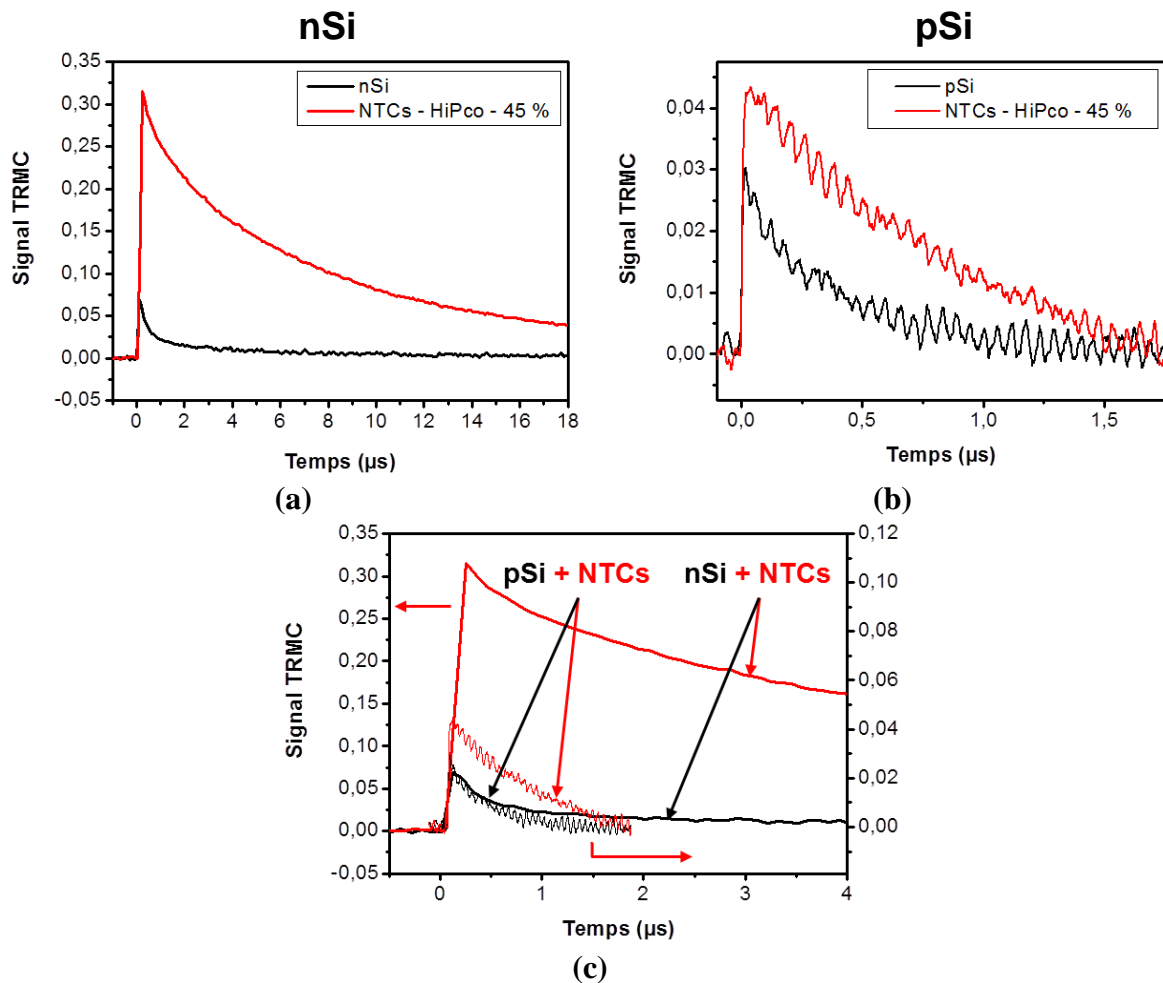 nSi
pSi
0,35
0,30
0,25
0,20
0,15
0,10
0,05
0,00
-0,05
Signal TRMC
nSi
NTCs - HiPco - 45 %
0
2
4
6
8
10
12
14
16
18
Temps (µs)
(a)
0,04
0,03
0,02
0,01
0,00
Signal TRMC
pSi
NTCs - HiPco - 45 %
0,0
0,5
1,0
1,5
Temps (µs)
(b)
0,35
0,30
0,25
0,20
0,15
0,10
0,05
0,00
-0,05
Signal TRMC
pSi + NTCs
nSi + NTCs
0,12
0,10
0,08
0,06
0,04
0,02
0,00
0
1
2
3
4
Temps (µs)
(c)